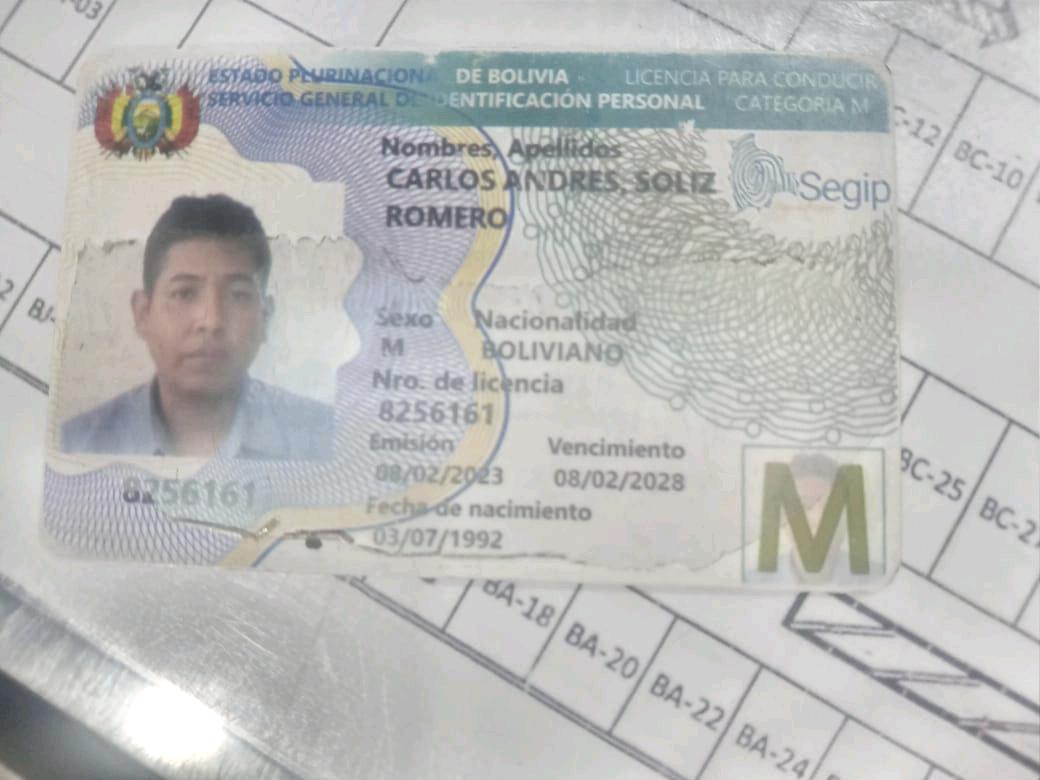 ESTADO PLURINACIONA DE BOLIVIA - LICENCIA PARA CONDUCIR
SERVICIO GENERAL DE IDENTIFICACIÓN PERSONAL CATEGORIA M
Nombres, Apellidos
CARLOS ANDRES, SOLIZ
ROMERO
Segip
Sexo Nacionalidad
M BOLIVIANO
Nro. de licencia
8256161
Emisión Vencimiento
08/02/2023 08/02/2028
8256161
Fecha de nacimiento
03/07/1992
M
-03
C-12
BC-10
2
BJ-
BC-25
BC-2
BA-18
BA-20
BA-22
BA-24